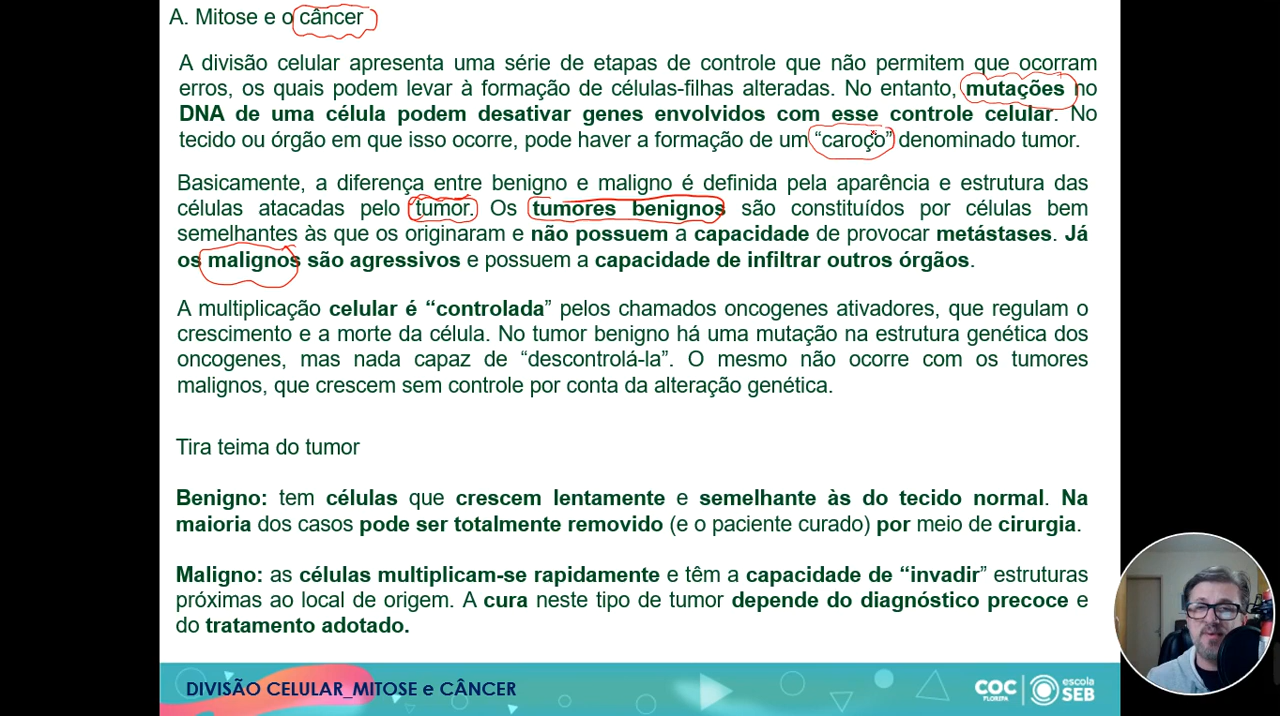 A. Mitose e o câncer
A divisão celular apresenta uma série de etapas de controle que não permitem que ocorram
erros, os quais podem levar à formação de células-filhas alteradas. No entanto, mutações no
DNA de uma célula podem desativar genes envolvidos com esse controle celular. No
tecido ou órgão em que isso ocorre, pode haver a formação de um “caroço” denominado tumor.
Basicamente, a diferença entre benigno e maligno é definida pela aparência e estrutura das
células atacadas pelo tumor. Os tumores benignos são constituídos por células bem
semelhantes às que os originaram e não possuem a capacidade de provocar metástases. Já
os malignos são agressivos e possuem a capacidade de infiltrar outros órgãos.
A multiplicação celular é “controlada” pelos chamados oncogenes ativadores, que regulam o
crescimento e a morte da célula. No tumor benigno há uma mutação na estrutura genética dos
oncogenes, mas nada capaz de “descontrolá-la”. O mesmo não ocorre com os tumores
malignos, que crescem sem controle por conta da alteração genética.
Tira teima do tumor
Benigno: tem células que crescem lentamente e semelhante às do tecido normal. Na
maioria dos casos pode ser totalmente removido (e o paciente curado) por meio de cirurgia.
Maligno: as células multiplicam-se rapidamente e têm a capacidade de “invadir” estruturas
próximas ao local de origem. A cura neste tipo de tumor depende do diagnóstico precoce e
do tratamento adotado.
DIVISÃO CELULAR_MITOSE e CÂNCER
COC
FLORIPA
escola
SEB